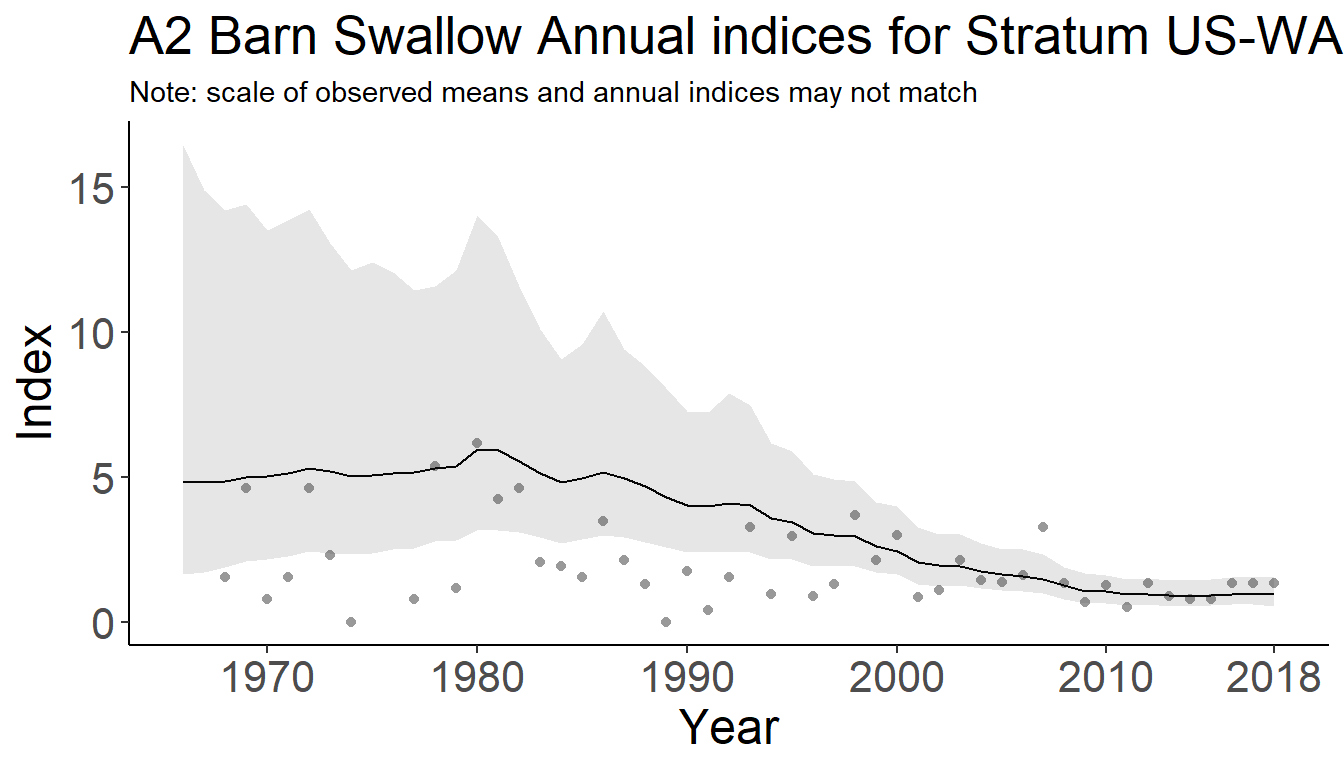 A2 Barn Swallow Annual indices for Stratum US-WA
Note: scale of observed means and annual indices may not match
Index
15
10
5
0
1970 1980 1990 2000 2010 2018
Year